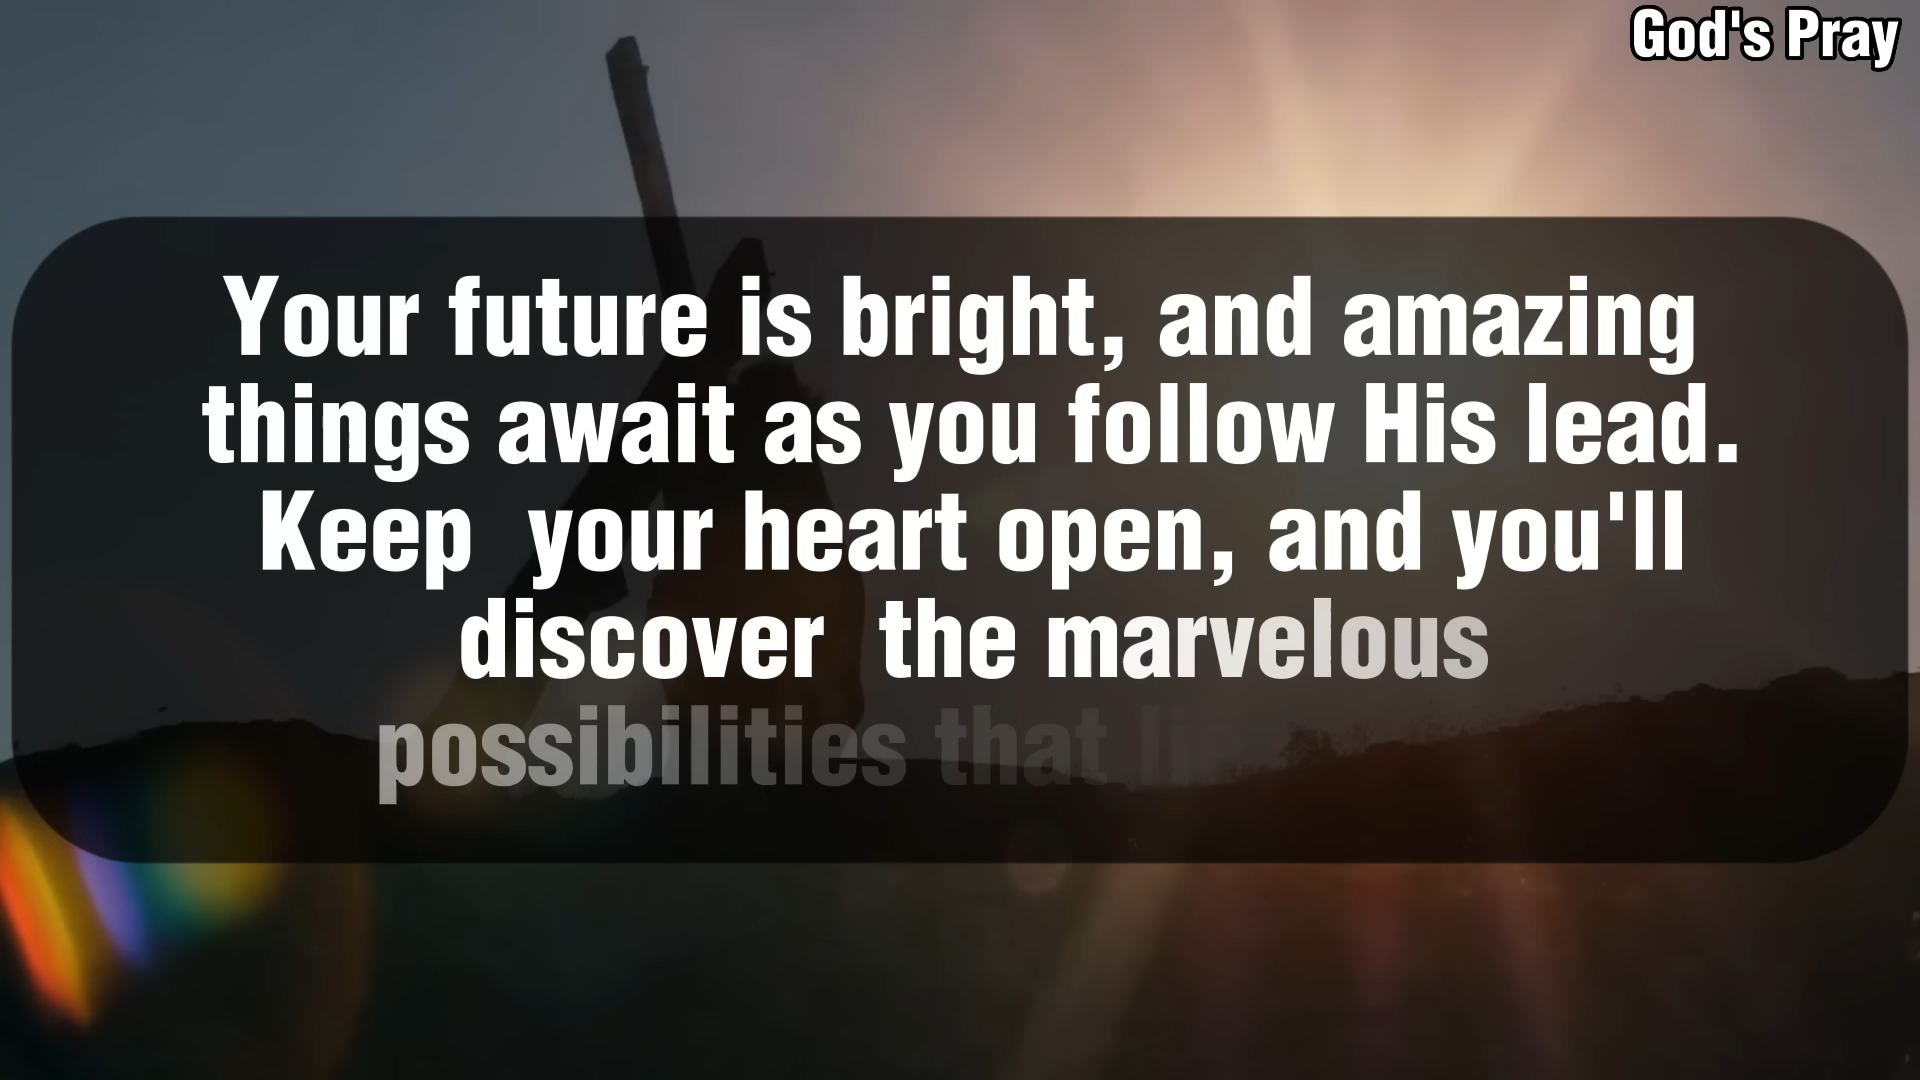 God's Pray
Your future is bright, and amazing
things await as you follow His lead.
Keep  your heart open, and you'll
discover  the marvelous
possibilities that